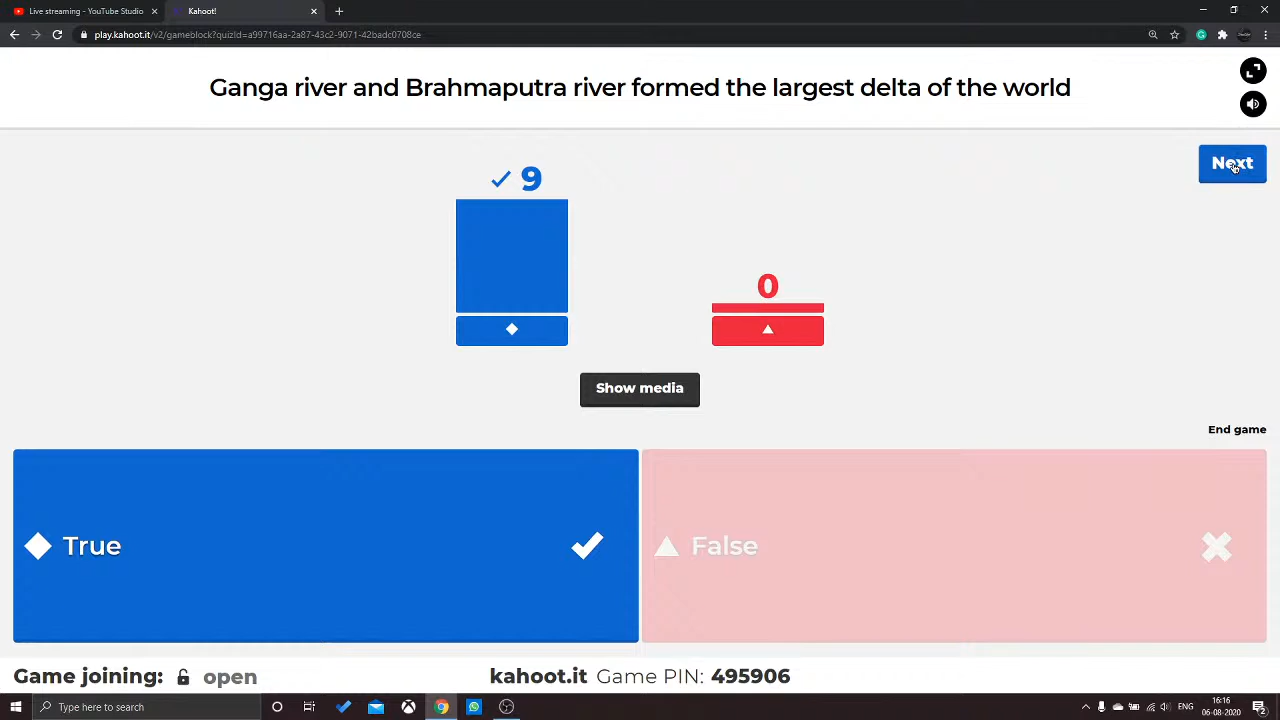 Live streaming - YouTube Studio
Kahoot!
play.kahoot.it/v2/gameblock?quizId=a99716aa-2a87-43c2-9071-42badc0708ce
Ganga river and Brahmaputra river formed the largest delta of the world
Next
9
0
Show media
End game
True
False
Game joining: open
kahoot.it Game PIN: 495906
Type here to search
ENG
16:16
06-08-2020
2